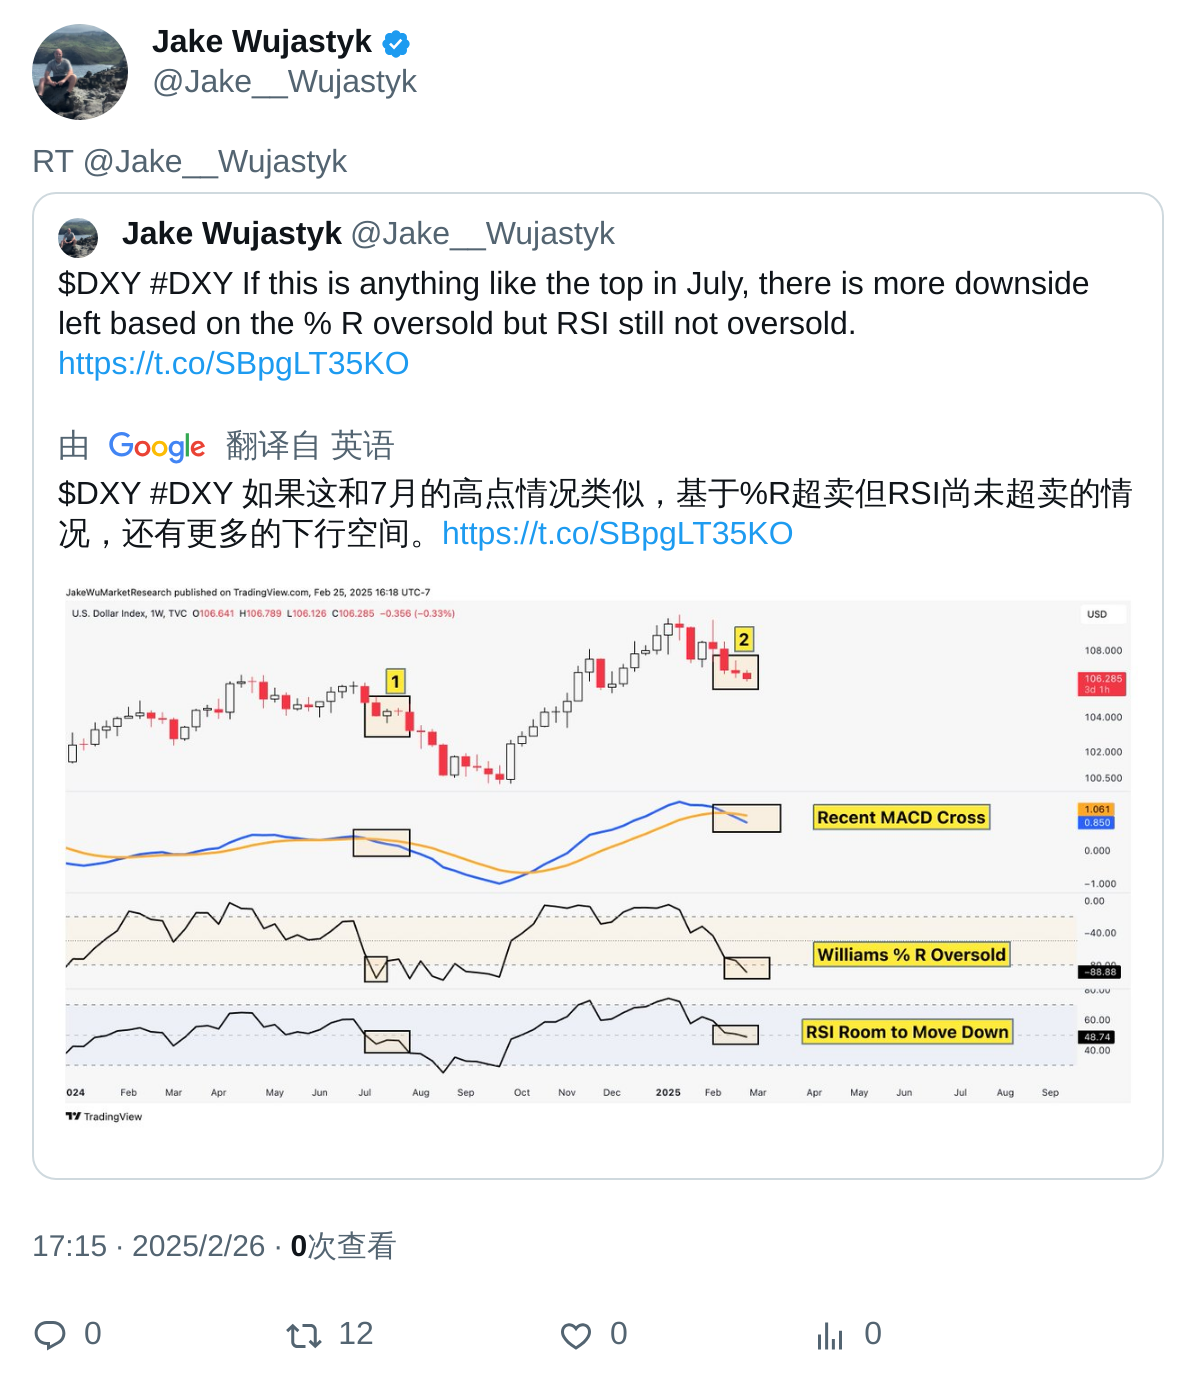 Jake Wujastyk
@Jake__Wujastyk
RT @Jake__Wujastyk
Jake Wujastyk @Jake__Wujastyk
$DXY #DXY If this is anything like the top in July, there is more downside
left based on the % R oversold but RSI still not oversold.
https://t.co/SBpgLT35KO
由 Google 翻译自 英语
$DXY #DXY 如果这和7月的高点情况类似，基于%R超卖但RSI尚未超卖的情
况，还有更多的下行空间。https://t.co/SBpgLT35KO
JakeWuMarketResearch published on TradingView.com, Feb 25, 2025 16:18 UTC-7
U.S. Dollar Index, 1W, TVC O106.641 H106.789 L106.126 C106.285 −0.356 (−0.33%)
USD
2
108.000
1
106.285
3d 1h
104.000
102.000
100.500
1.061
Recent MACD Cross
0.850
0.000
−1.000
0.00
−40.00
Williams % R Oversold
−80.00
−88.88
80.00
60.00
RSI Room to Move Down
48.74
40.00
024 Feb Mar Apr May Jun Jul Aug Sep Oct Nov Dec 2025 Feb Mar Apr May Jun Jul Aug Sep
TradingView
17:15 · 2025/2/26 · 0次查看
0 12 0 0